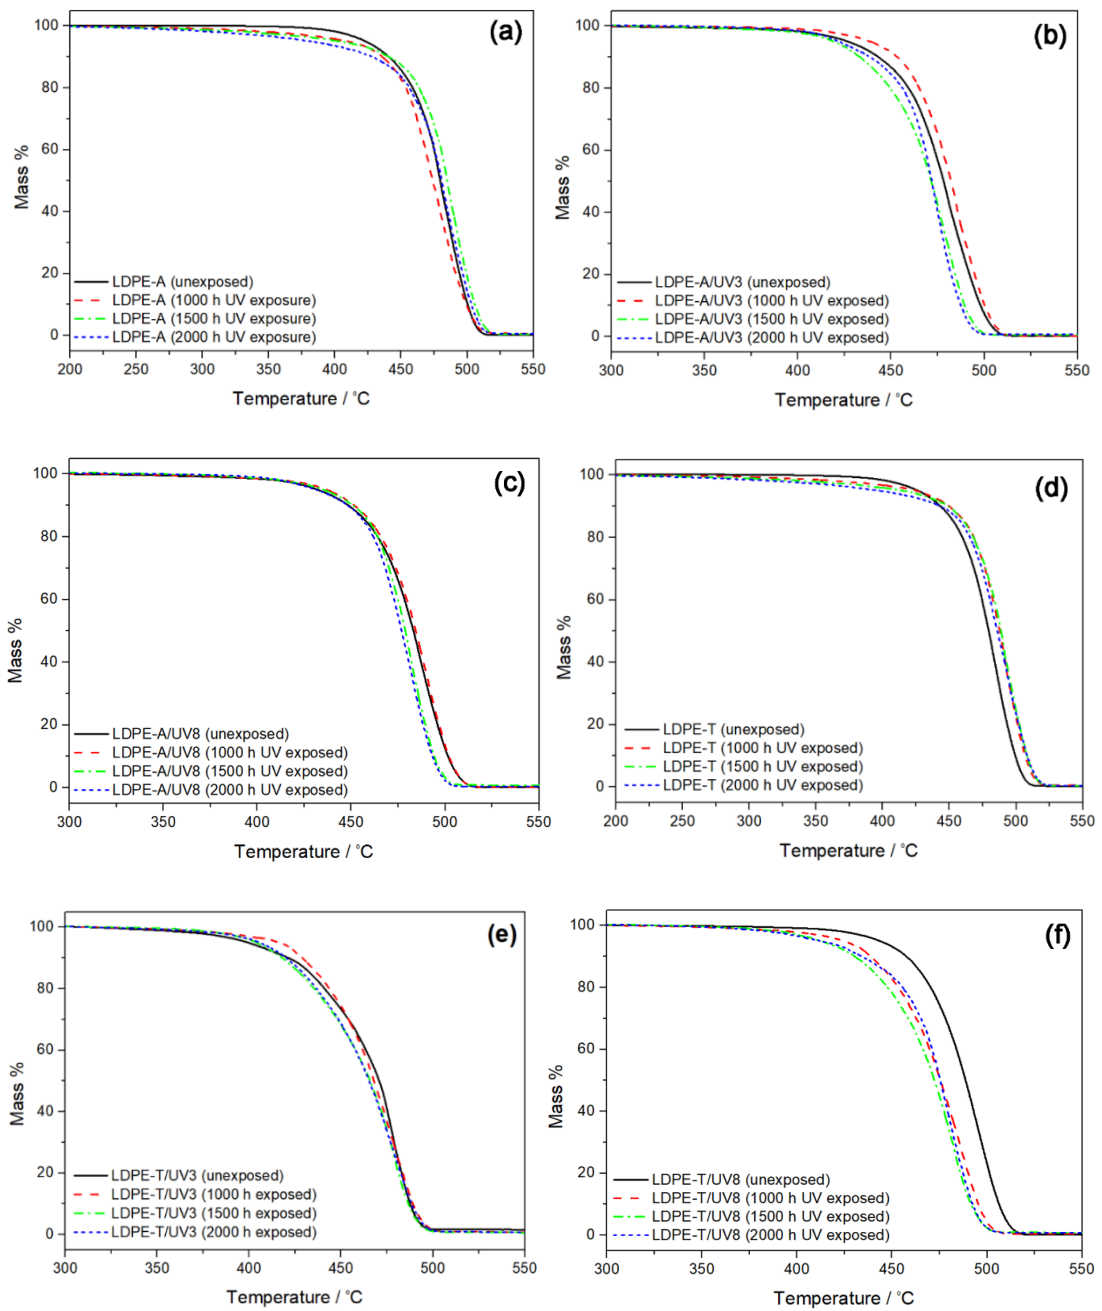 (a)
Mass %
100
80
60
40
20
0
LDPE-A (unexposed)
LDPE-A (1000 h UV exposure)
LDPE-A (1500 h UV exposure)
LDPE-A (2000 h UV exposure)
200 250 300 350 400 450 500 550
Temperature / °C
(b)
Mass %
100
80
60
40
20
0
LDPE-A/UV3 (unexposed)
LDPE-A/UV3 (1000 h UV exposed)
LDPE-A/UV3 (1500 h UV exposed)
LDPE-A/UV3 (2000 h UV exposed)
300 350 400 450 500 550
Temperature / °C
(c)
Mass %
100
80
60
40
20
0
LDPE-A/UV8 (unexposed)
LDPE-A/UV8 (1000 h UV exposed)
LDPE-A/UV8 (1500 h UV exposed)
LDPE-A/UV8 (2000 h UV exposed)
300 350 400 450 500 550
Temperature / °C
(d)
Mass %
100
80
60
40
20
0
LDPE-T (unexposed)
LDPE-T (1000 h UV exposed)
LDPE-T (1500 h UV exposed)
LDPE-T (2000 h UV exposed)
200 250 300 350 400 450 500 550
Temperature / °C
(e)
Mass %
100
80
60
40
20
0
LDPE-T/UV3 (unexposed)
LDPE-T/UV3 (1000 h exposed)
LDPE-T/UV3 (1500 h exposed)
LDPE-T/UV3 (2000 h exposed)
300 350 400 450 500 550
Temperature / °C
(f)
Mass %
100
80
60
40
20
0
LDPE-T/UV8 (unexposed)
LDPE-T/UV8 (1000 h UV exposed)
LDPE-T/UV8 (1500 h UV exposed)
LDPE-T/UV8 (2000 h UV exposed)
300 350 400 450 500 550
Temperature / °C